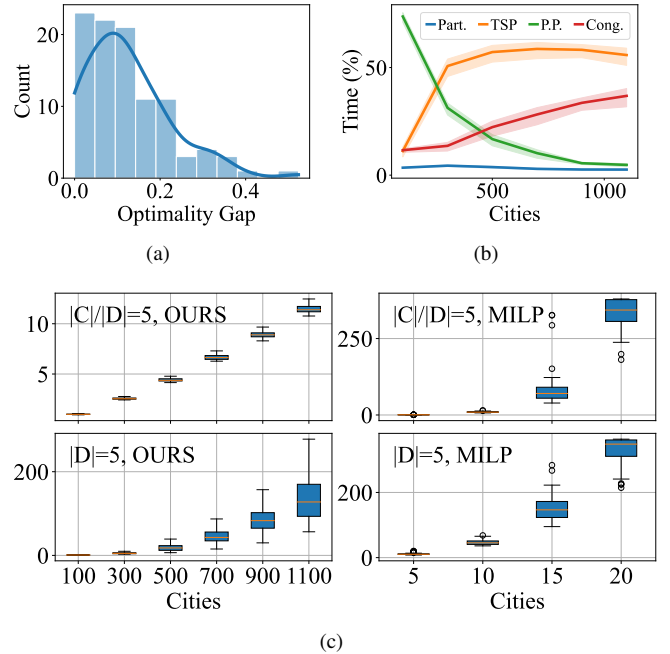 20
10
0
Count
0.0 0.2 0.4
Optimality Gap
(a)
Part. TSP P.P. Cong.
50
0
Time (%)
500 1000
Cities
(b)
|C|/|D|=5, OURS
10
5
|C|/|D|=5, MILP
250
0
|D|=5, OURS
200
0
100 300 500 700 900 1100
Cities
|D|=5, MILP
200
0
5 10 15 20
Cities
(c)